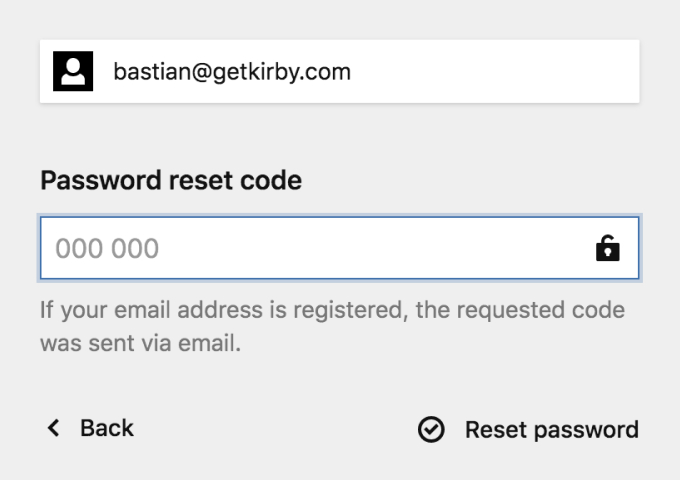 bastian@getkirby.com
Password reset code
000 000
If your email address is registered, the requested code
was sent via email.
Back
Reset password